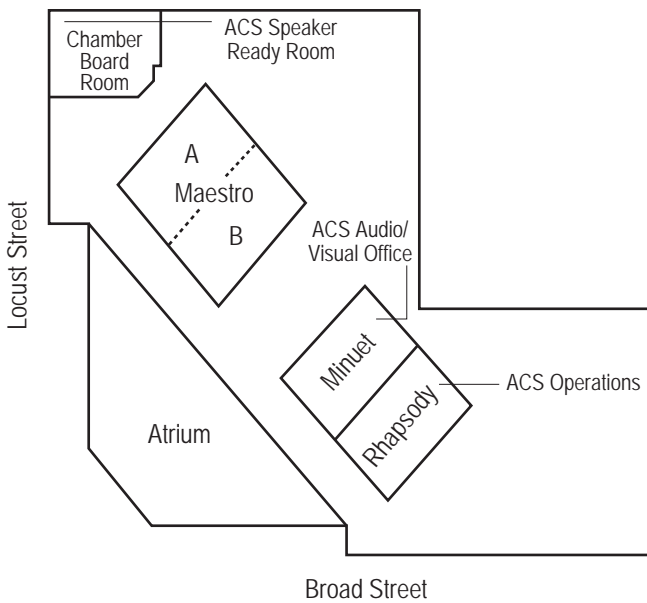 Chamber
Board
Room
ACS Speaker
Ready Room
A
Maestro
B
ACS Audio/
Visual Office
Locust Street
Minuet
Rhapsody
ACS Operations
Atrium
Broad Street